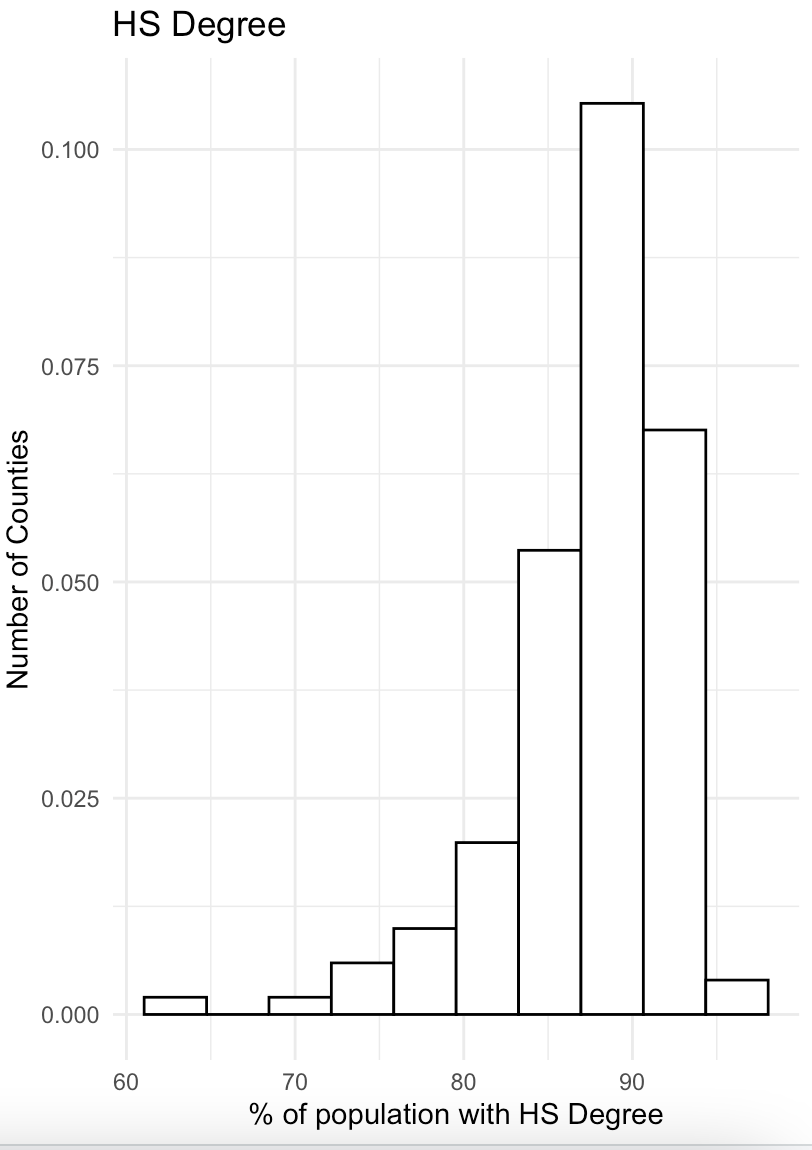 HS Degree
0.100
0.075
0.050
0.025
0.000
Number of Counties
60 70 80 90
% of population with HS Degree